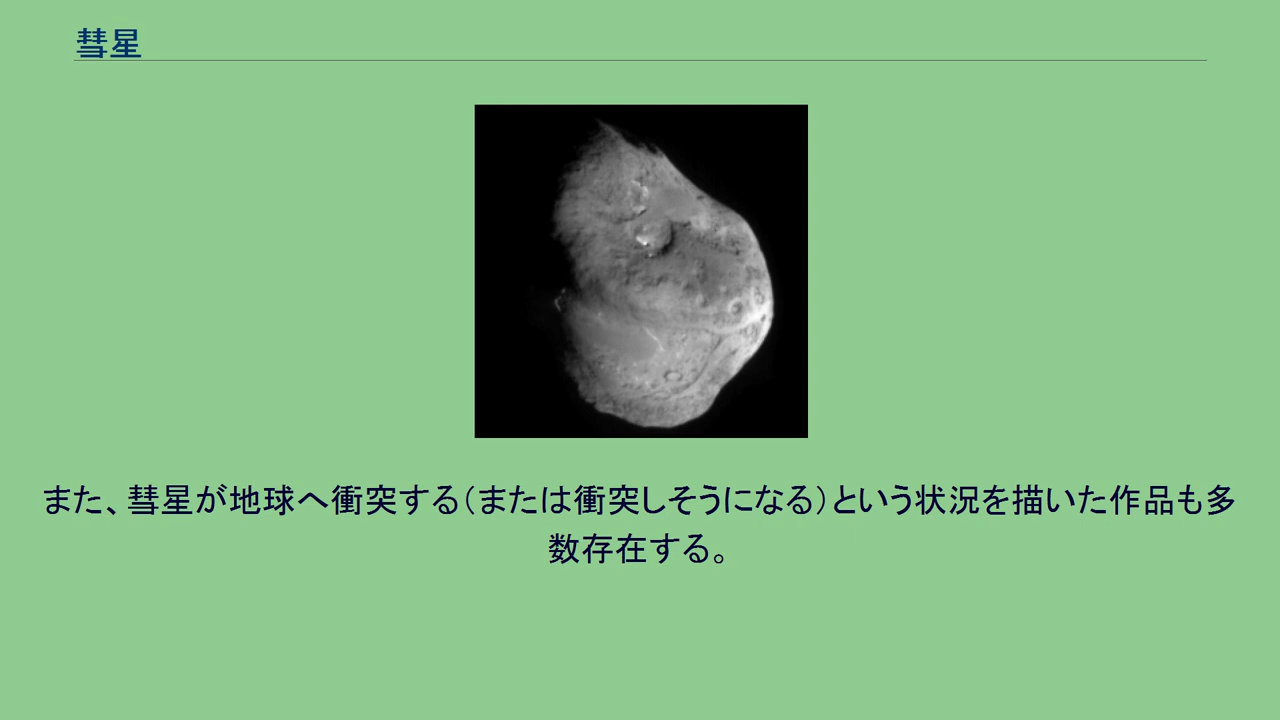 彗星
また、彗星が地球へ衝突する(または衝突しそうになる)という状況を描いた作品も多
数存在する。